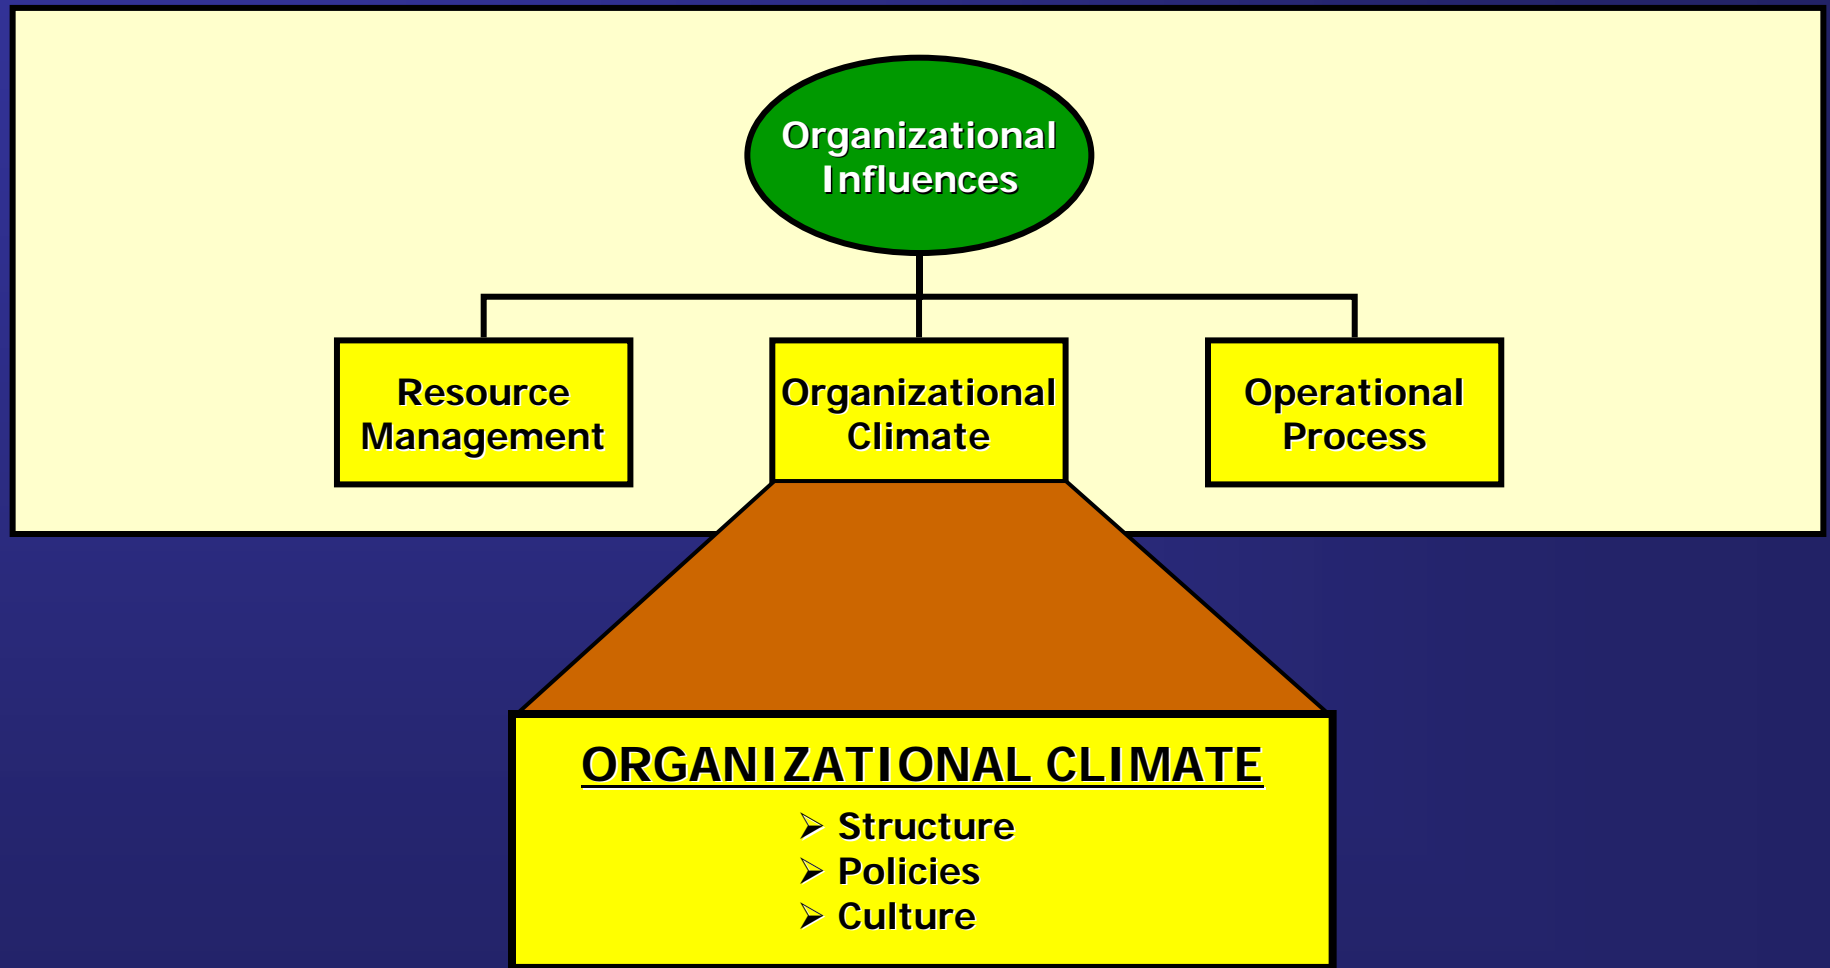 Organizational
Influences
Resource
Management
Organizational
Climate
Operational
Process
ORGANIZATIONAL CLIMATE
➢ Structure
➢ Policies
➢ Culture